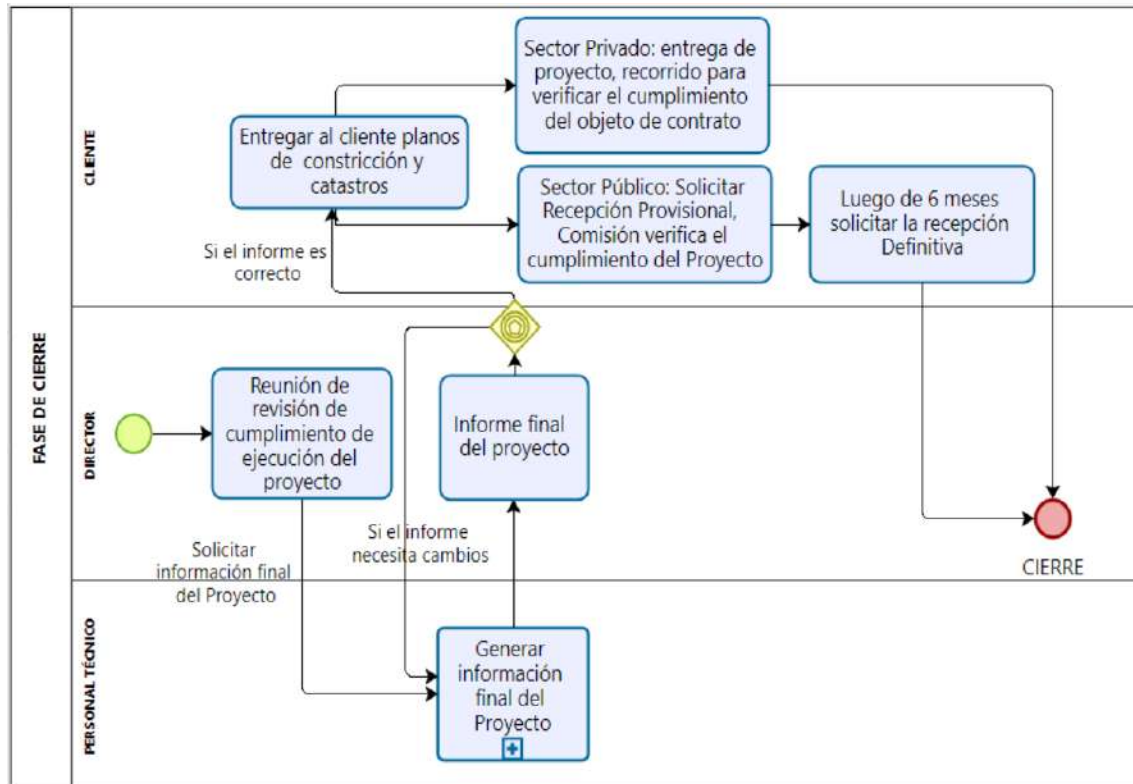 FASE DE CIERRE
CLIENTE
Sector Privado: entrega de
proyecto, recorrido para
verificar el cumplimiento
del objeto de contrato
Entregar al cliente planos
de constricción y
catastros
Sector Público: Solicitar
Recepción Provisional,
Comisión verifica el
cumplimiento del Proyecto
Luego de 6 meses
solicitar la recepción
Definitiva
Si el informe es
correcto
DIRECTOR
Reunión de
revisión de
cumplimiento de
ejecución del
proyecto
Informe final
del proyecto
Si el informe
necesita cambios
Solicitar
información final
del Proyecto
CIERRE
PERSONAL TÉCNICO
Generar
información
final del
Proyecto